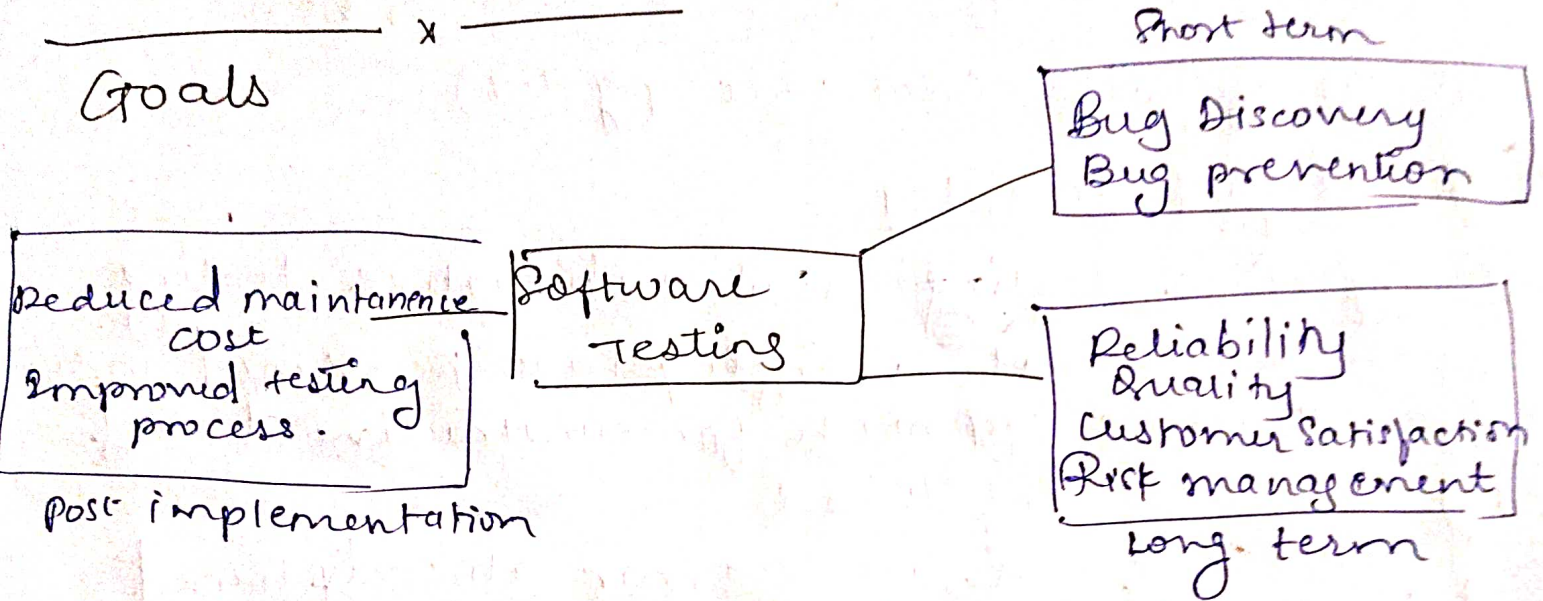 x
Goals
Short term
Bug Discovery
Bug prevention
Software
Testing
Reduced maintanence
cost
Improved testing
process.
Post implementation
Reliability
Quality
Customer Satisfaction
Risk management
Long term